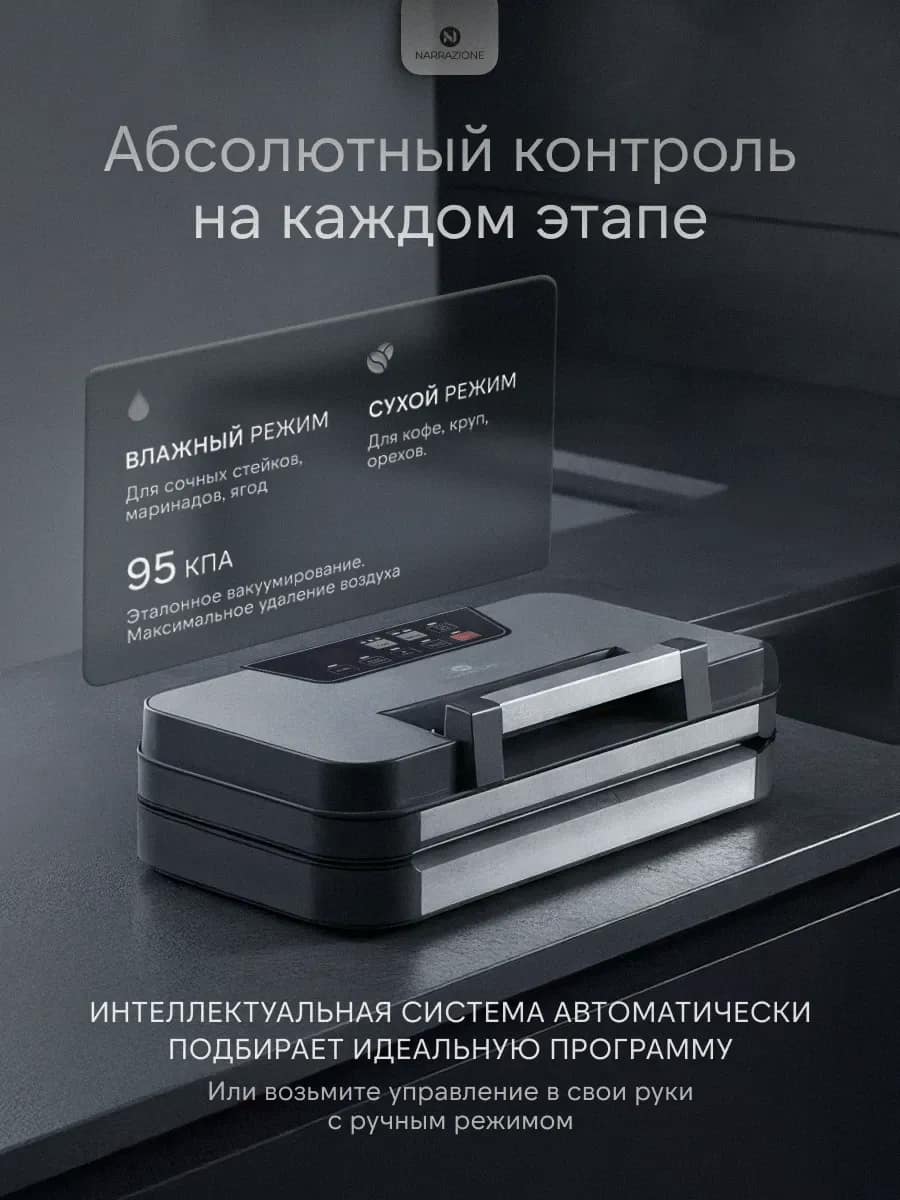 NARRAZIONE
Абсолютный контроль
на каждом этапе
ВЛАЖНЫЙ РЕЖИМ
Для сочных стейков,
маринадов, ягод
СУХОЙ РЕЖИМ
Для кофе, круп,
орехов.
95 КПА
Эталонное вакуумирование.
Максимальное удаление воздуха
ИНТЕЛЛЕКТУАЛЬНАЯ СИСТЕМА АВТОМАТИЧЕСКИ
ПОДБИРАЕТ ИДЕАЛЬНУЮ ПРОГРАММУ
Или возьмите управление в свои руки
с ручным режимом